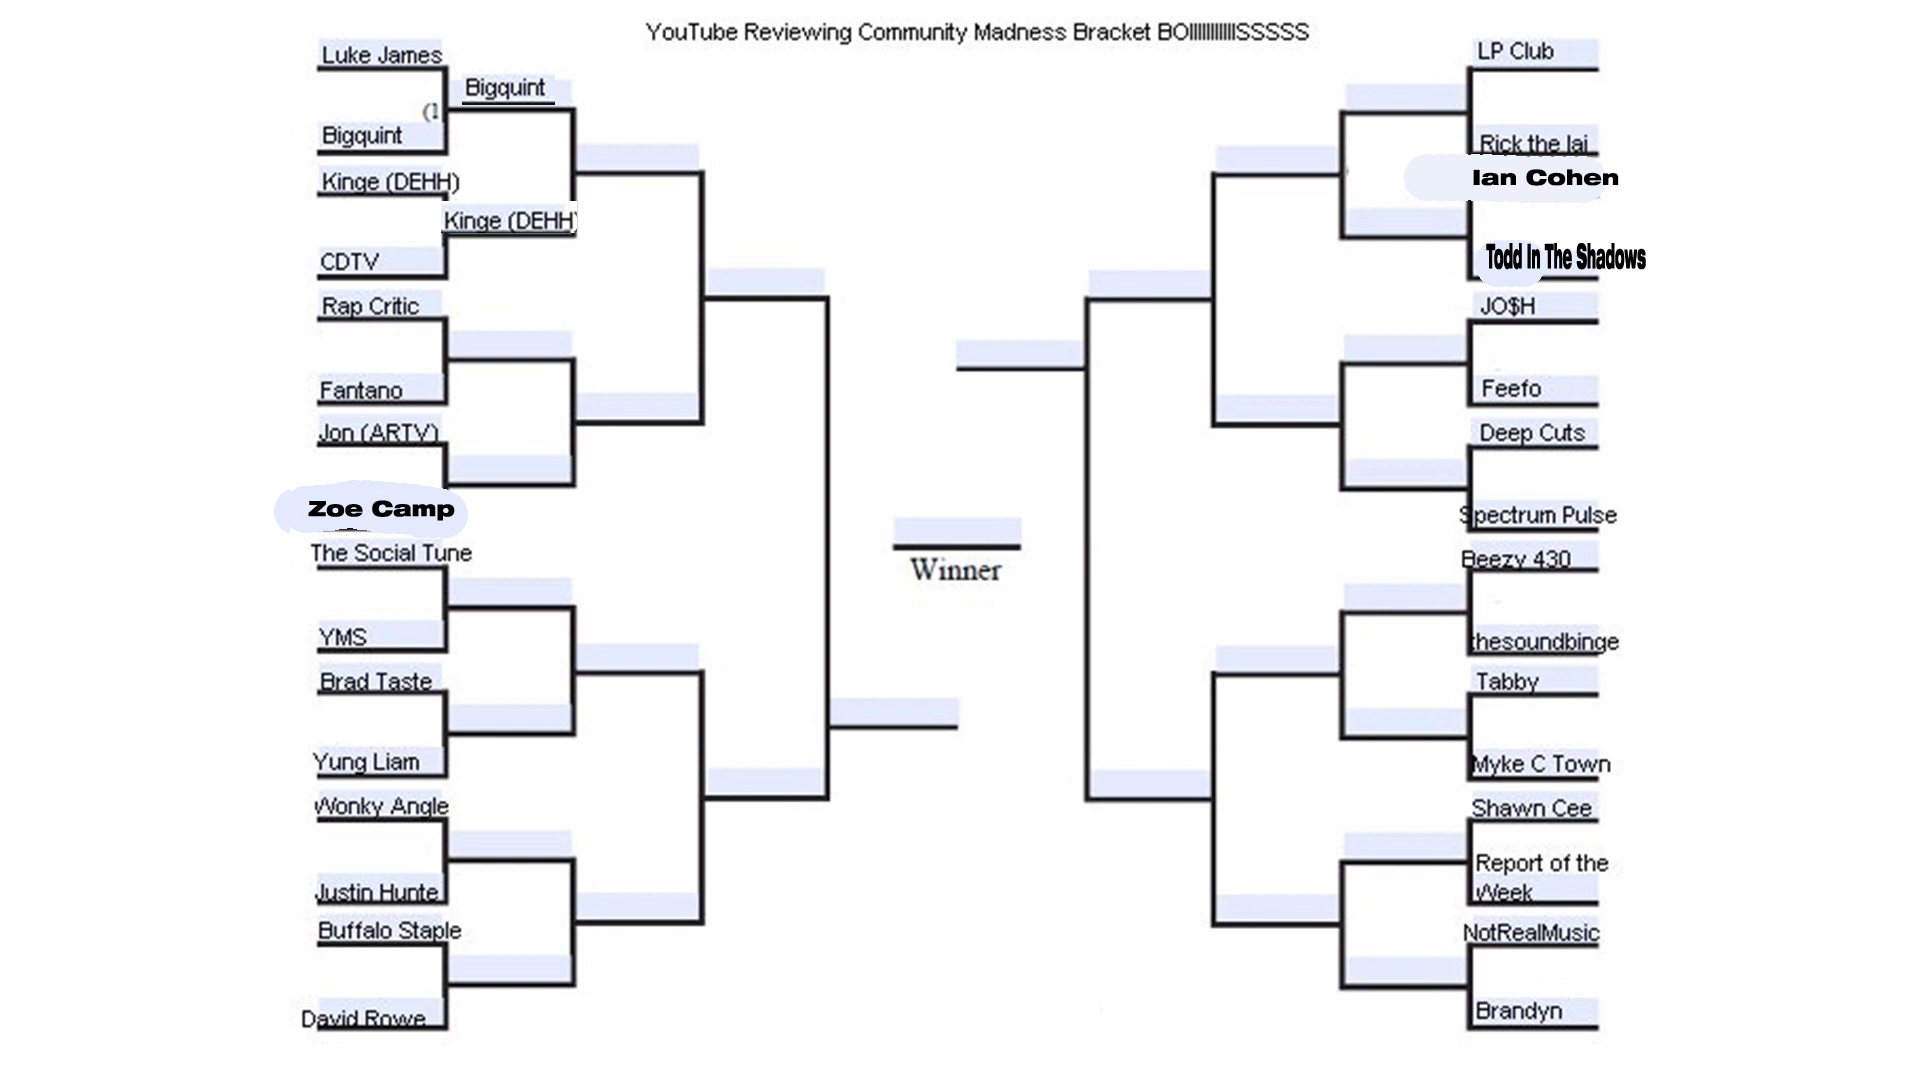 YouTube Reviewing Community Madness Bracket BOIIIIIIIIIISSSSS
Luke James
Bigquint
(1
Bigquint
Kinge (DEHH)
Kinge (DEHH)
CDTV
Rap Critic
Fantano
Jon (ARTV)
Zoe Camp
The Social Tune
YMS
Brad Taste
Yung Liam
Wonky Angle
Justin Hunte
Buffalo Staple
David Rowe
Winner
LP Club
Rick the lai
Ian Cohen
Todd In The Shadows
JO$H
Feefo
Deep Cuts
Spectrum Pulse
Beezy 430
thesoundbinge
Tabby
Myke C Town
Shawn Cee
Report of the
Week
NotRealMusic
Brandyn